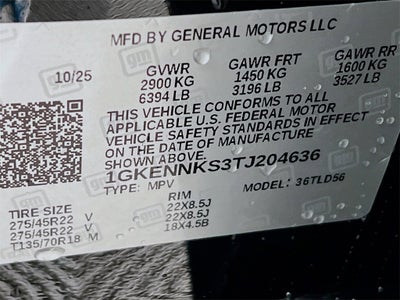 MFD BY GENERAL MOTORS LLC
10/25 GVWR GAWR FRT GAWR RR
2900 KG 1450 KG 1600 KG
6394 LB 3196 LB 3527 LB
THIS VEHICLE CONFORMS TO ALL
APPLICABLE U.S. FEDERAL MOTOR
VEHICLE SAFETY STANDARDS IN EFFECT
ON THE DATE OF MANUFACTURE
SHOWN ABOVE.
1GKENNKS3TJ204636
TYPE: MPV MODEL: 36TLD56
TIRE SIZE RIM
275/45R22 V 22X8.5J
275/45R22 V 22X8.5J
T135/70R18 M 18X4.5B
gm